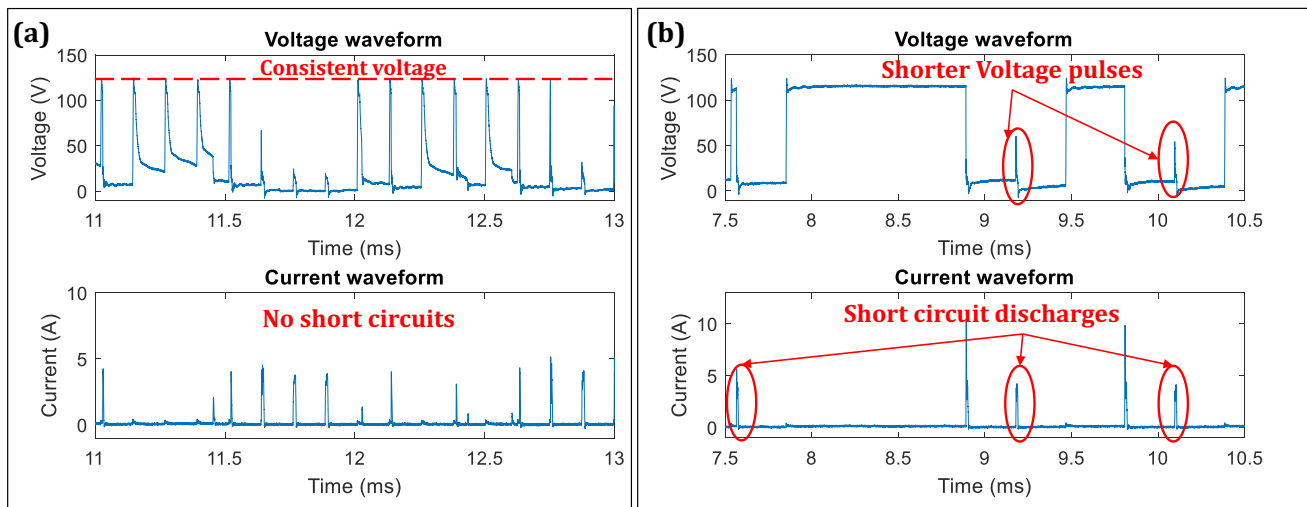 (a)
Voltage waveform
Consistent voltage
Voltage (V)
150
100
50
0
11
11.5
12
12.5
13
Time (ms)
Current waveform
No short circuits
Current (A)
10
5
0
11
11.5
12
12.5
13
Time (ms)
(b)
Voltage waveform
Shorter Voltage pulses
Voltage (V)
150
100
50
0
7.5
8
8.5
9
9.5
10
10.5
Time (ms)
Current waveform
Short circuit discharges
Current (A)
10
5
0
7.5
8
8.5
9
9.5
10
10.5
Time (ms)